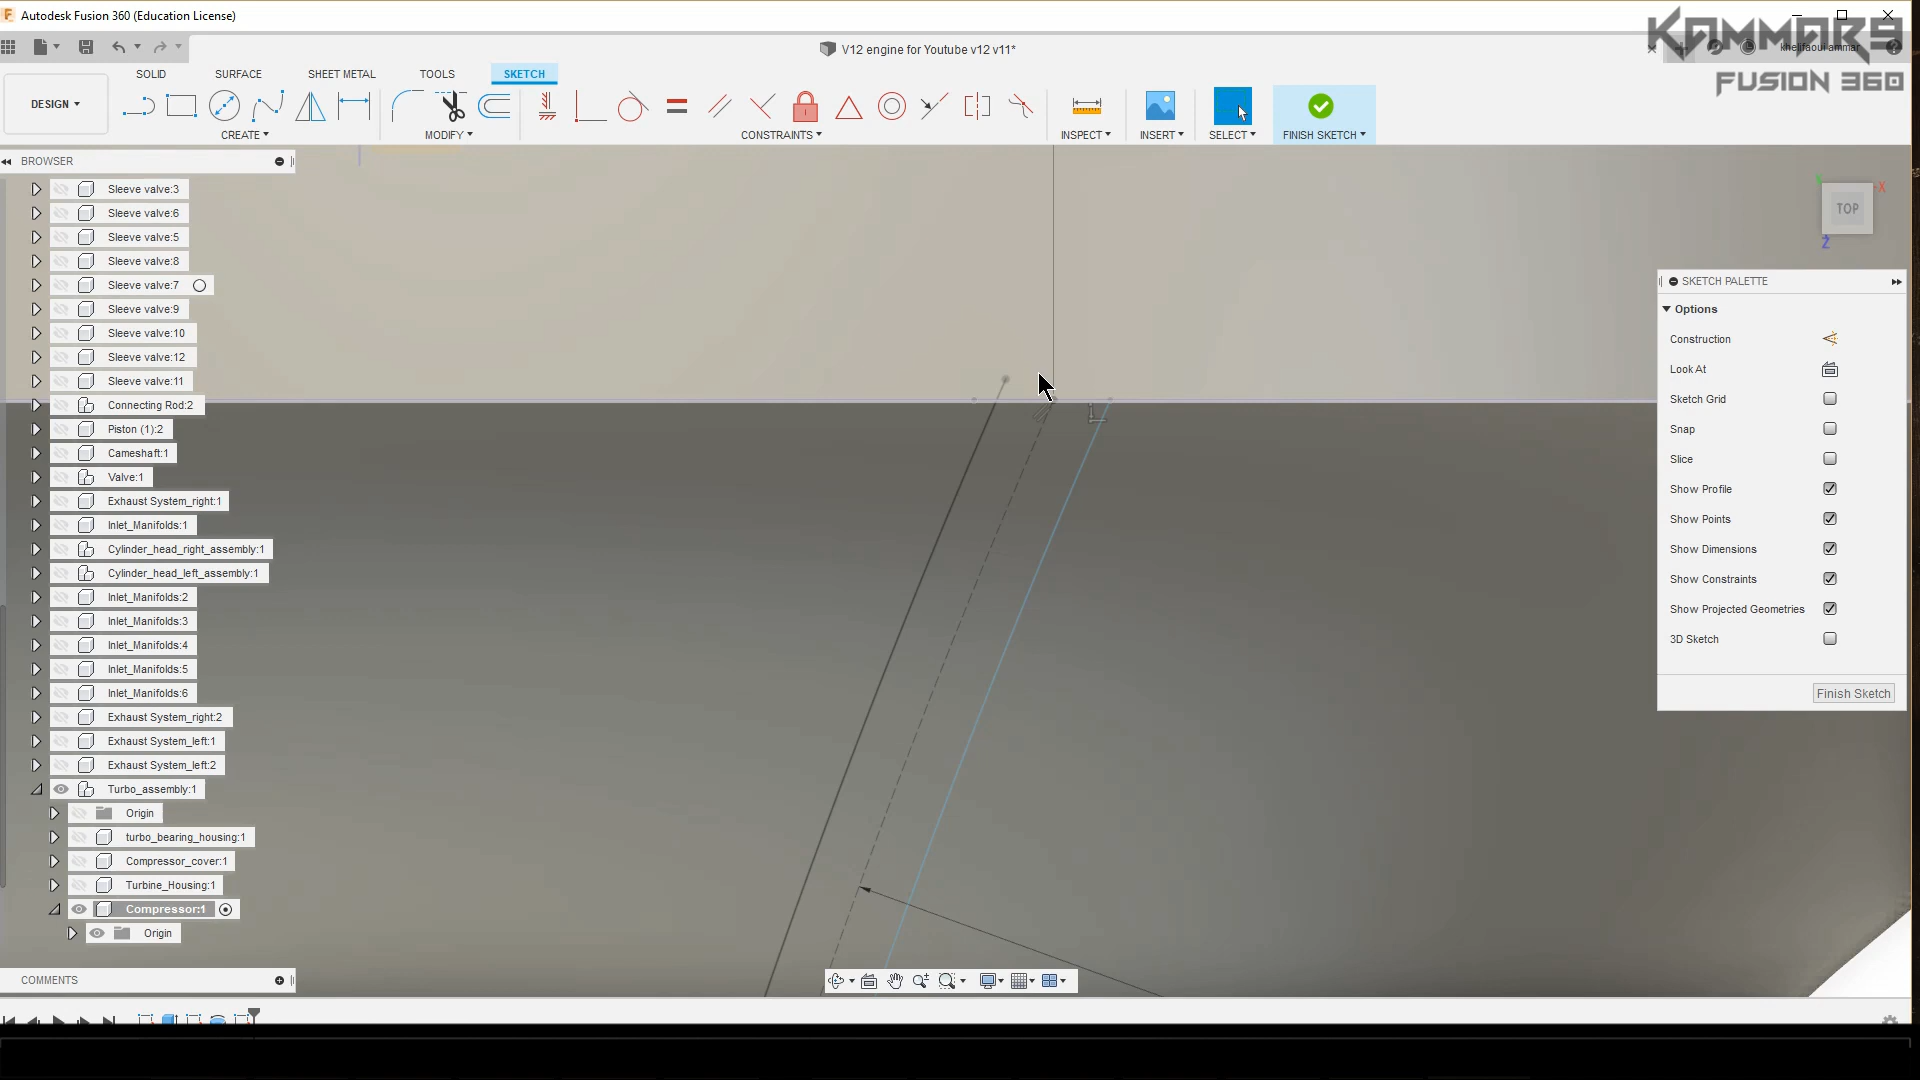 Autodesk Fusion 360 (Education License)
KAMMARS
FUSION 360
V12 engine for Youtube v12 v11*
khelifaoui ammar
SOLID SURFACE SHEET METAL TOOLS SKETCH
DESIGN
CREATE MODIFY CONSTRAINTS INSPECT INSERT SELECT FINISH SKETCH
BROWSER
Sleeve valve:3
Sleeve valve:6
Sleeve valve:5
Sleeve valve:8
Sleeve valve:7
Sleeve valve:9
Sleeve valve:10
Sleeve valve:12
Sleeve valve:11
Connecting Rod:2
Piston (1):2
Cameshaft:1
Valve:1
Exhaust System_right:1
Inlet_Manifolds:1
Cylinder_head_right_assembly:1
Cylinder_head_left_assembly:1
Inlet_Manifolds:2
Inlet_Manifolds:3
Inlet_Manifolds:4
Inlet_Manifolds:5
Inlet_Manifolds:6
Exhaust System_right:2
Exhaust System_left:1
Exhaust System_left:2
Turbo_assembly:1
Origin
turbo_bearing_housing:1
Compressor_cover:1
Turbine_Housing:1
Compressor:1
Origin
COMMENTS
Y
X
TOP
Z
SKETCH PALETTE
Options
Construction
Look At
Sketch Grid
Snap
Slice
Show Profile
Show Points
Show Dimensions
Show Constraints
Show Projected Geometries
3D Sketch
Finish Sketch